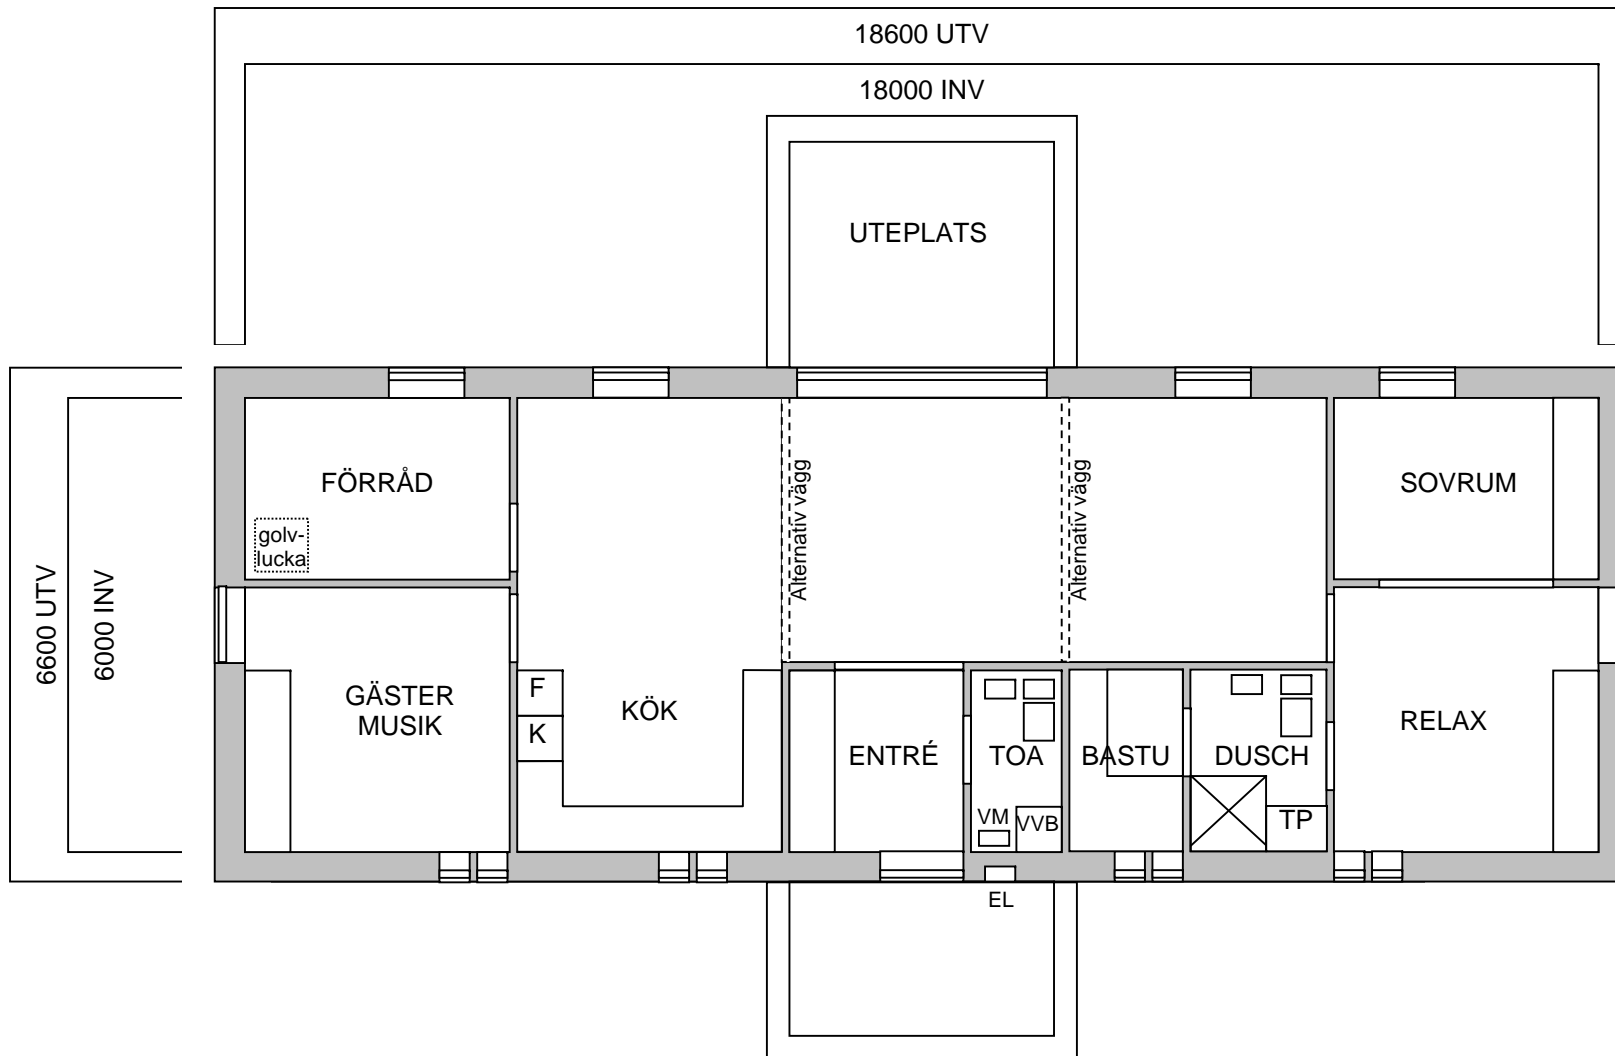 18600 UTV
18000 INV
UTEPLATS
6600 UTV
6000 INV
FÖRRÅD
golv-
lucka
Alternativ vägg
Alternativ vägg
SOVRUM
GÄSTER
MUSIK
F
K
KÖK
ENTRÉ
TOA
VM
VVB
BASTU
DUSCH
TP
RELAX
EL